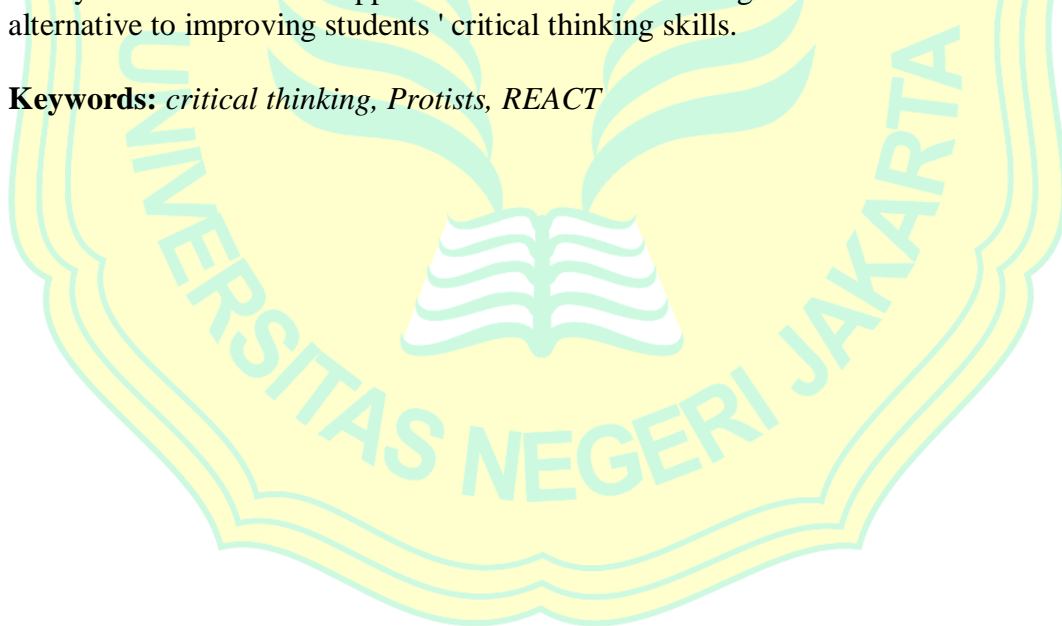 alternative to improving students ' critical thinking skills.
Keywords: critical thinking, Protists, REACT
UNIVERSITAS NEGERI JAKARTA